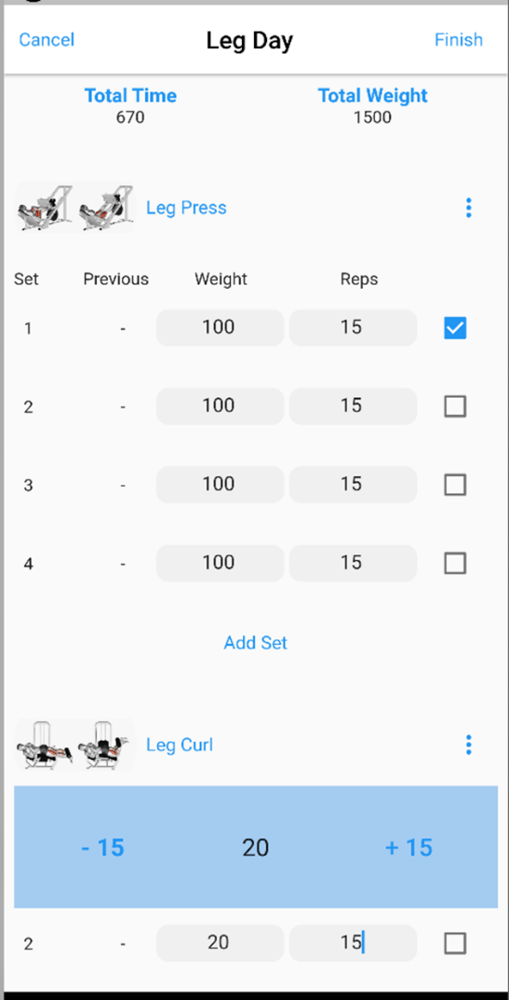 Cancel Leg Day Finish
Total Time Total Weight
670 1500
Leg Press
Set Previous Weight Reps
1 - 100 15
2 - 100 15
3 - 100 15
4 - 100 15
Add Set
Leg Curl
- 15 20 + 15
2 - 20 15